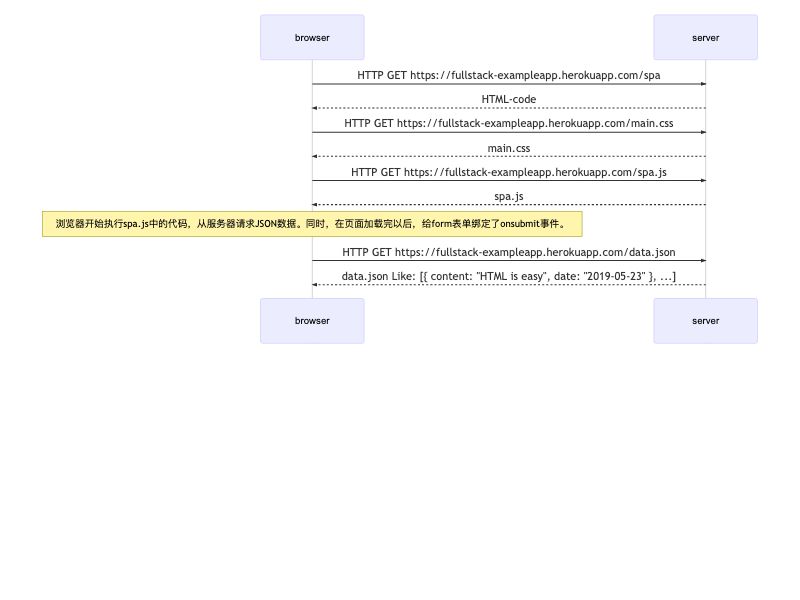 browser
server
HTTP GET https://fullstack-exampleapp.herokuapp.com/spa
HTML-code
HTTP GET https://fullstack-exampleapp.herokuapp.com/main.css
main.css
HTTP GET https://fullstack-exampleapp.herokuapp.com/spa.js
spa.js
浏览器开始执行spa.js中的代码，从服务器请求JSON数据。同时，在页面加载完以后，给form表单绑定了onsubmit事件。
HTTP GET https://fullstack-exampleapp.herokuapp.com/data.json
data.json Like: [{ content: "HTML is easy", date: "2019-05-23" }, ...]
browser
server